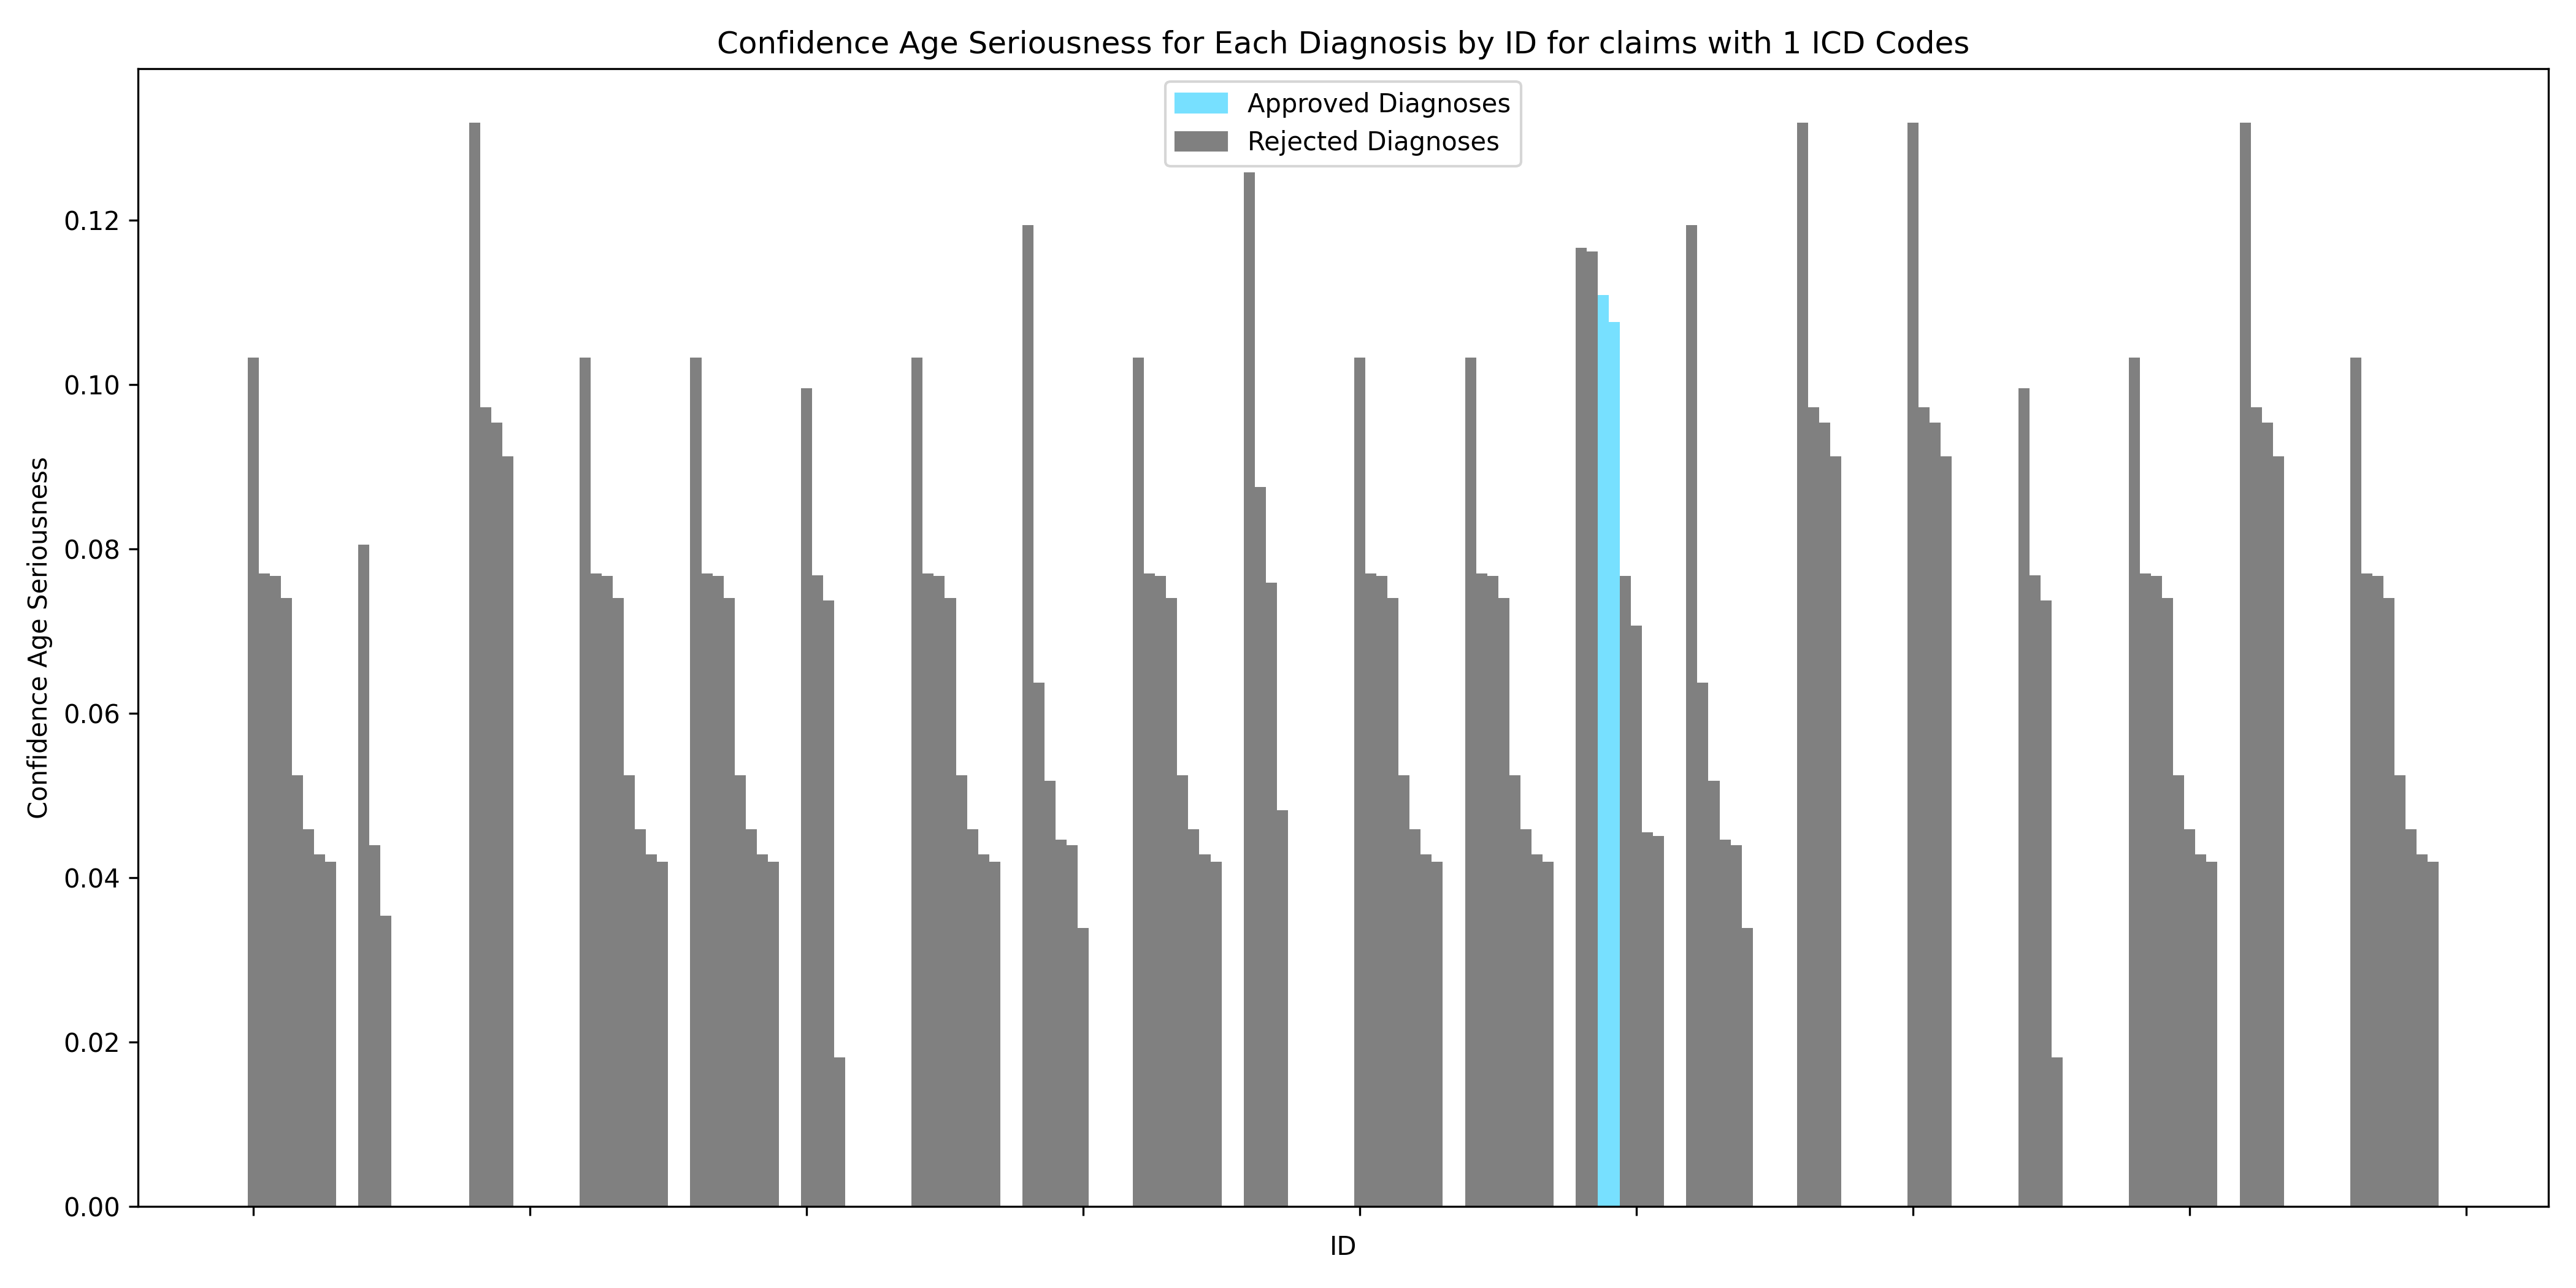 Confidence Age Seriousness for Each Diagnosis by ID for claims with 1 ICD Codes
Approved Diagnoses
Rejected Diagnoses
0.12
0.10
0.08
0.06
0.04
0.02
0.00
Confidence Age Seriousness
ID